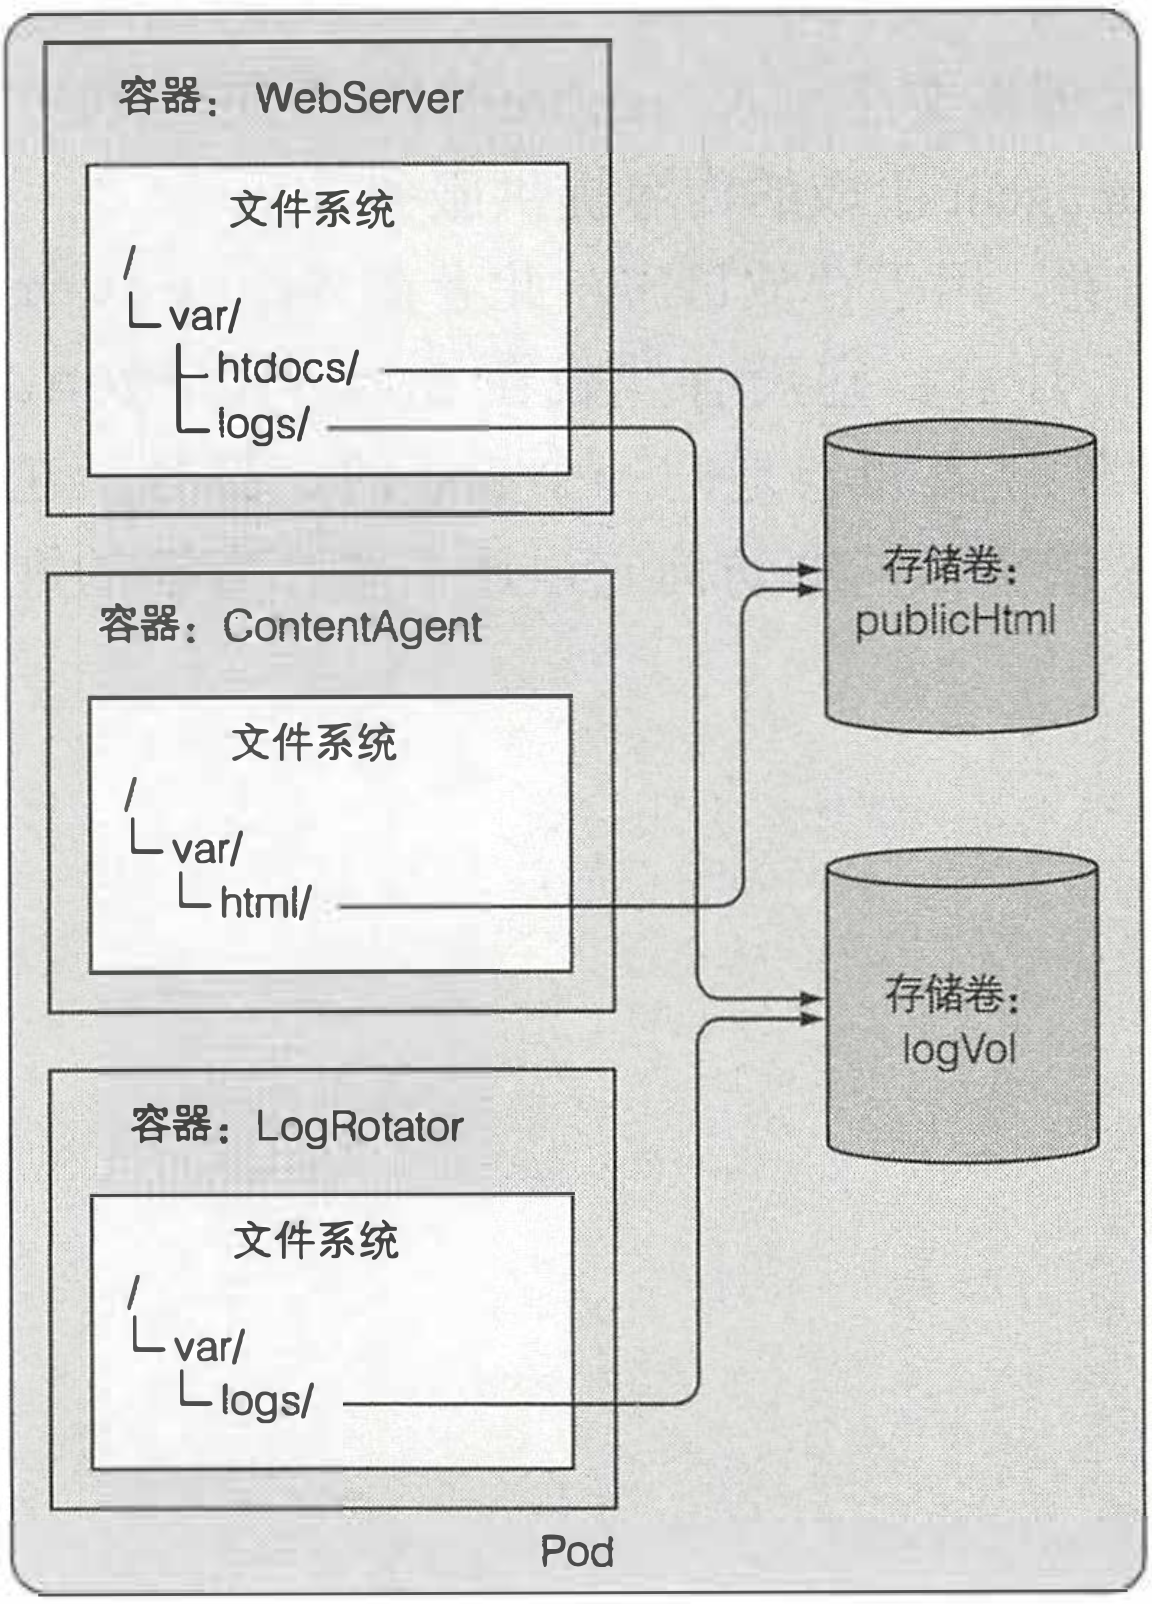 容器：WebServer
文件系统
/
var/
htdocs/
logs/
存储卷：
publicHtml
容器：ContentAgent
文件系统
/
var/
html/
存储卷：
logVol
容器：LogRotator
文件系统
/
var/
logs/
Pod